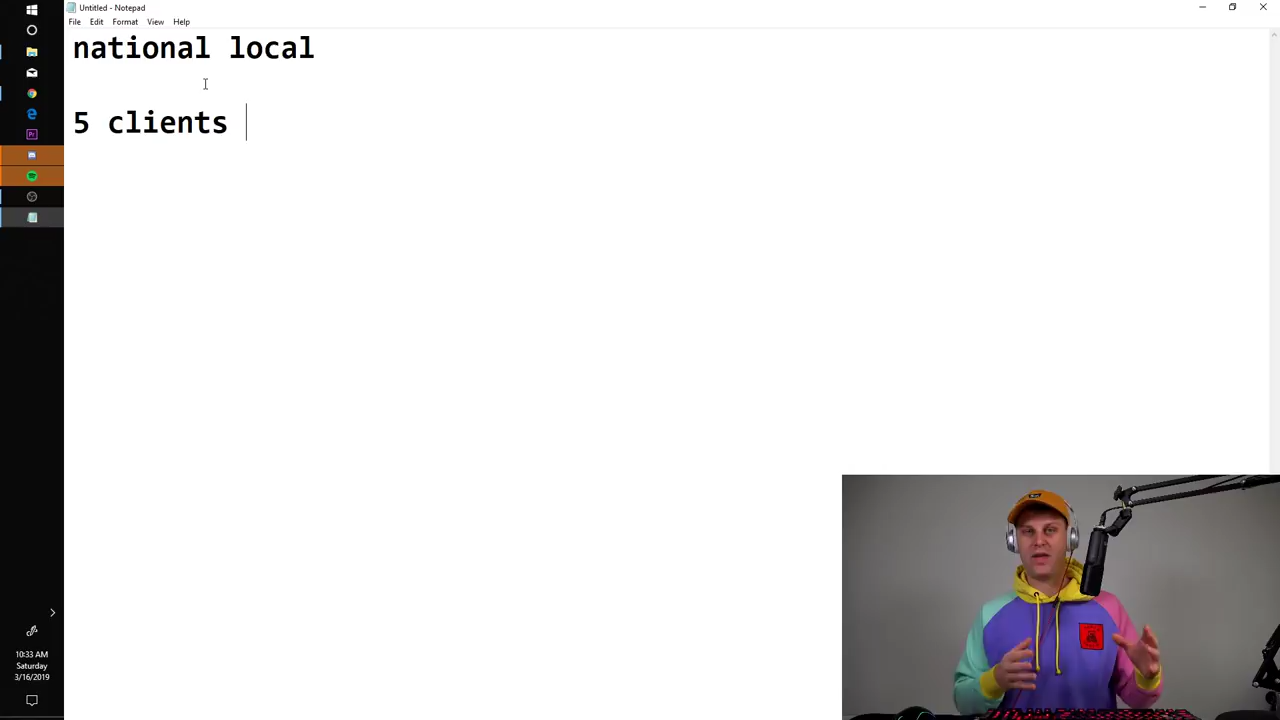 Untitled - Notepad
File Edit Format View Help
national local
5 clients
10:33 AM
Saturday
3/16/2019